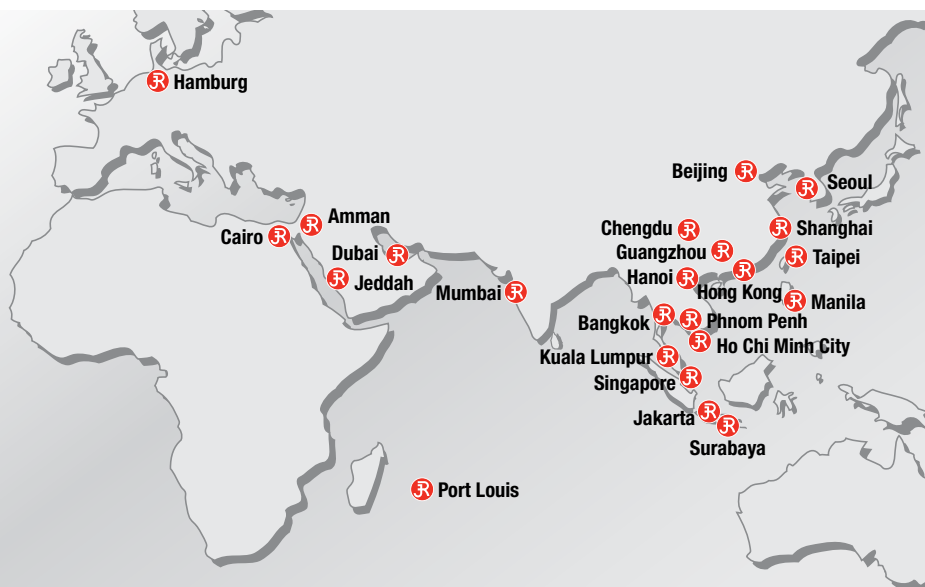 Hamburg
Beijing
Seoul
Amman
Cairo
Chengdu
Shanghai
Dubai
Guangzhou
Taipei
Jeddah
Hanoi
Mumbai
Hong Kong
Manila
Bangkok
Phnom Penh
Ho Chi Minh City
Kuala Lumpur
Singapore
Jakarta
Surabaya
Port Louis